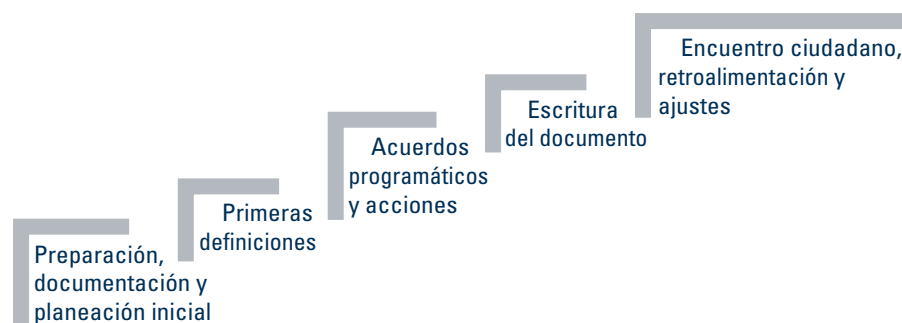 Preparación,
documentación y
planeación inicial
Primeras
definiciones
Acuerdos
programáticos
y acciones
Escritura
del documento
Encuentro ciudadano,
retroalimentación y
ajustes